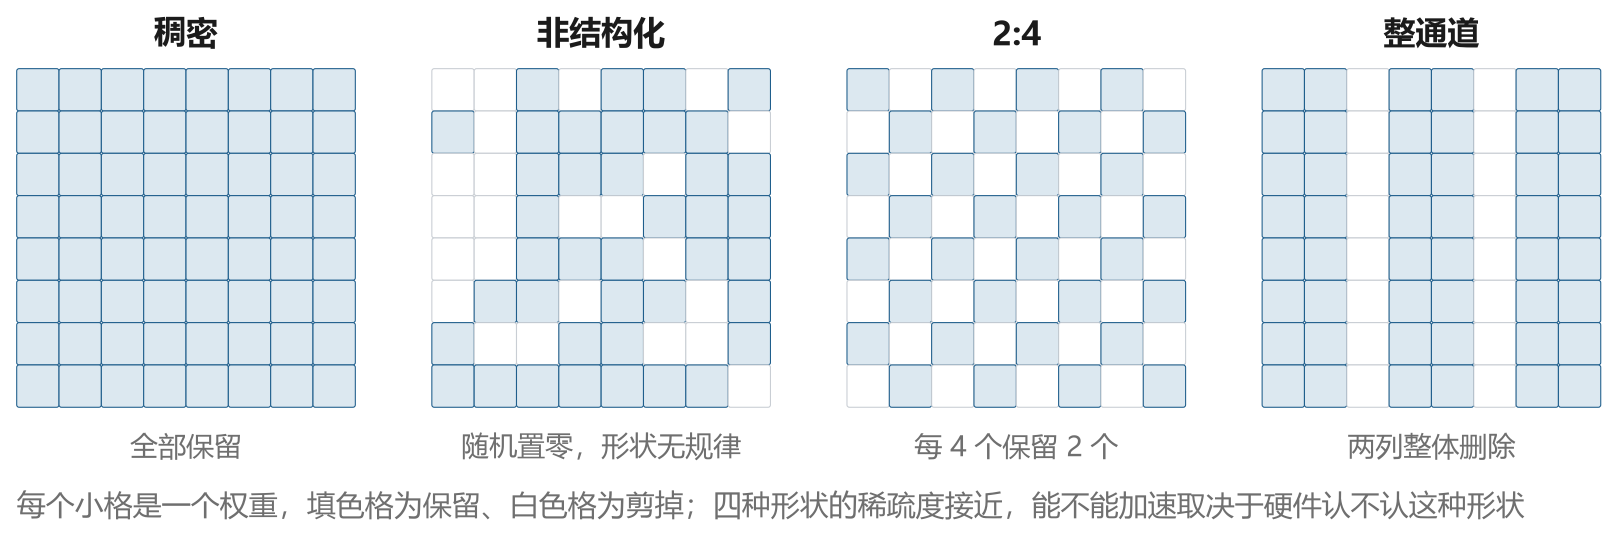 稠密
非结构化
2:4
整通道
全部保留
随机置零，形状无规律
每 4 个保留 2 个
两列整体删除
每个小格是一个权重，填色格为保留、白色格为剪掉；四种形状的稀疏度接近，能不能加速取决于硬件认不认这种形状